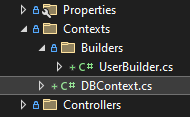 Properties
Contexts
Builders
+ C# UserBuilder.cs
+ C# DBContext.cs
Controllers